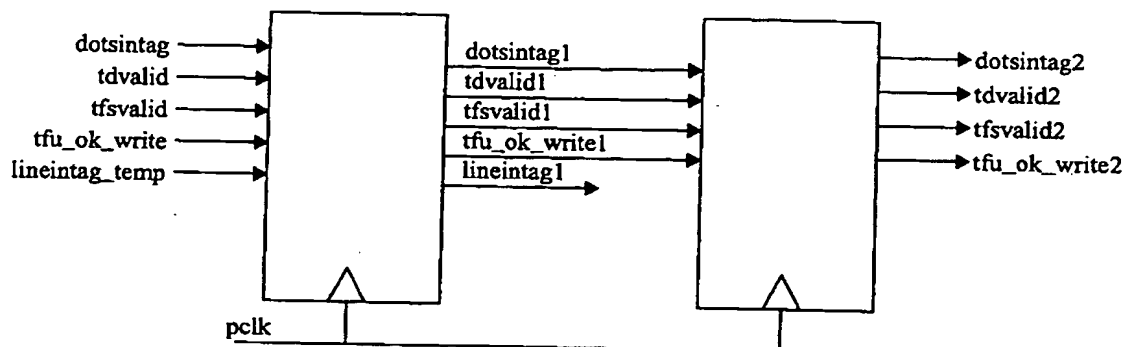 dotsintag
tdvalid
tfsvalid
tfu_ok_write
lineintag_temp
dotsintag1
tdvalid1
tfsvalid1
tfu_ok_write1
lineintag1
dotsintag2
tdvalid2
tfsvalid2
tfu_ok_write2
pclk